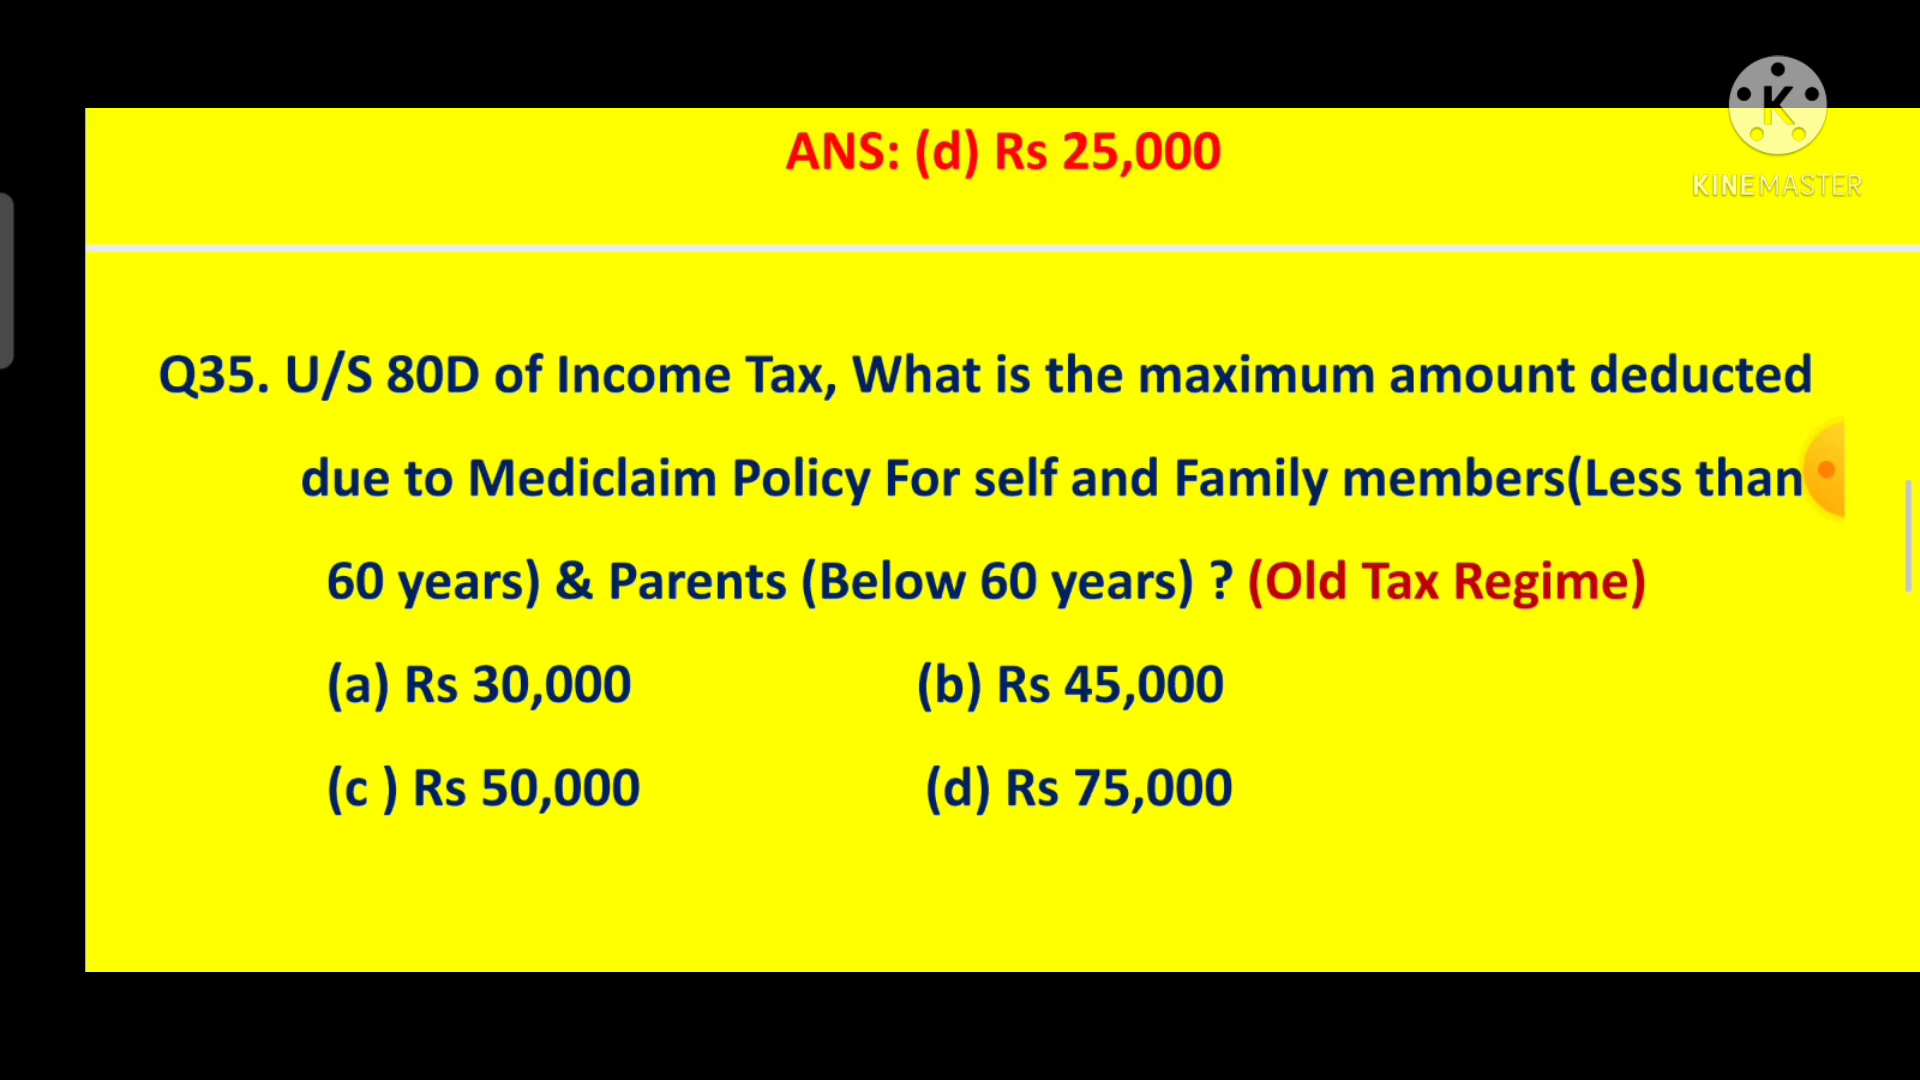 K
KINEMASTER
ANS: (d) Rs 25,000
Q35. U/S 80D of Income Tax, What is the maximum amount deducted
due to Mediclaim Policy For self and Family members(Less than
60 years) & Parents (Below 60 years) ? (Old Tax Regime)
(a) Rs 30,000 (b) Rs 45,000
(c ) Rs 50,000 (d) Rs 75,000